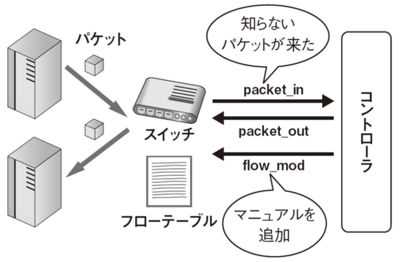 パケット
知らない
パケットが来た
packet_in
スイッチ
packet_out
コントローラ
flow_mod
フローテーブル
マニュアルを
追加